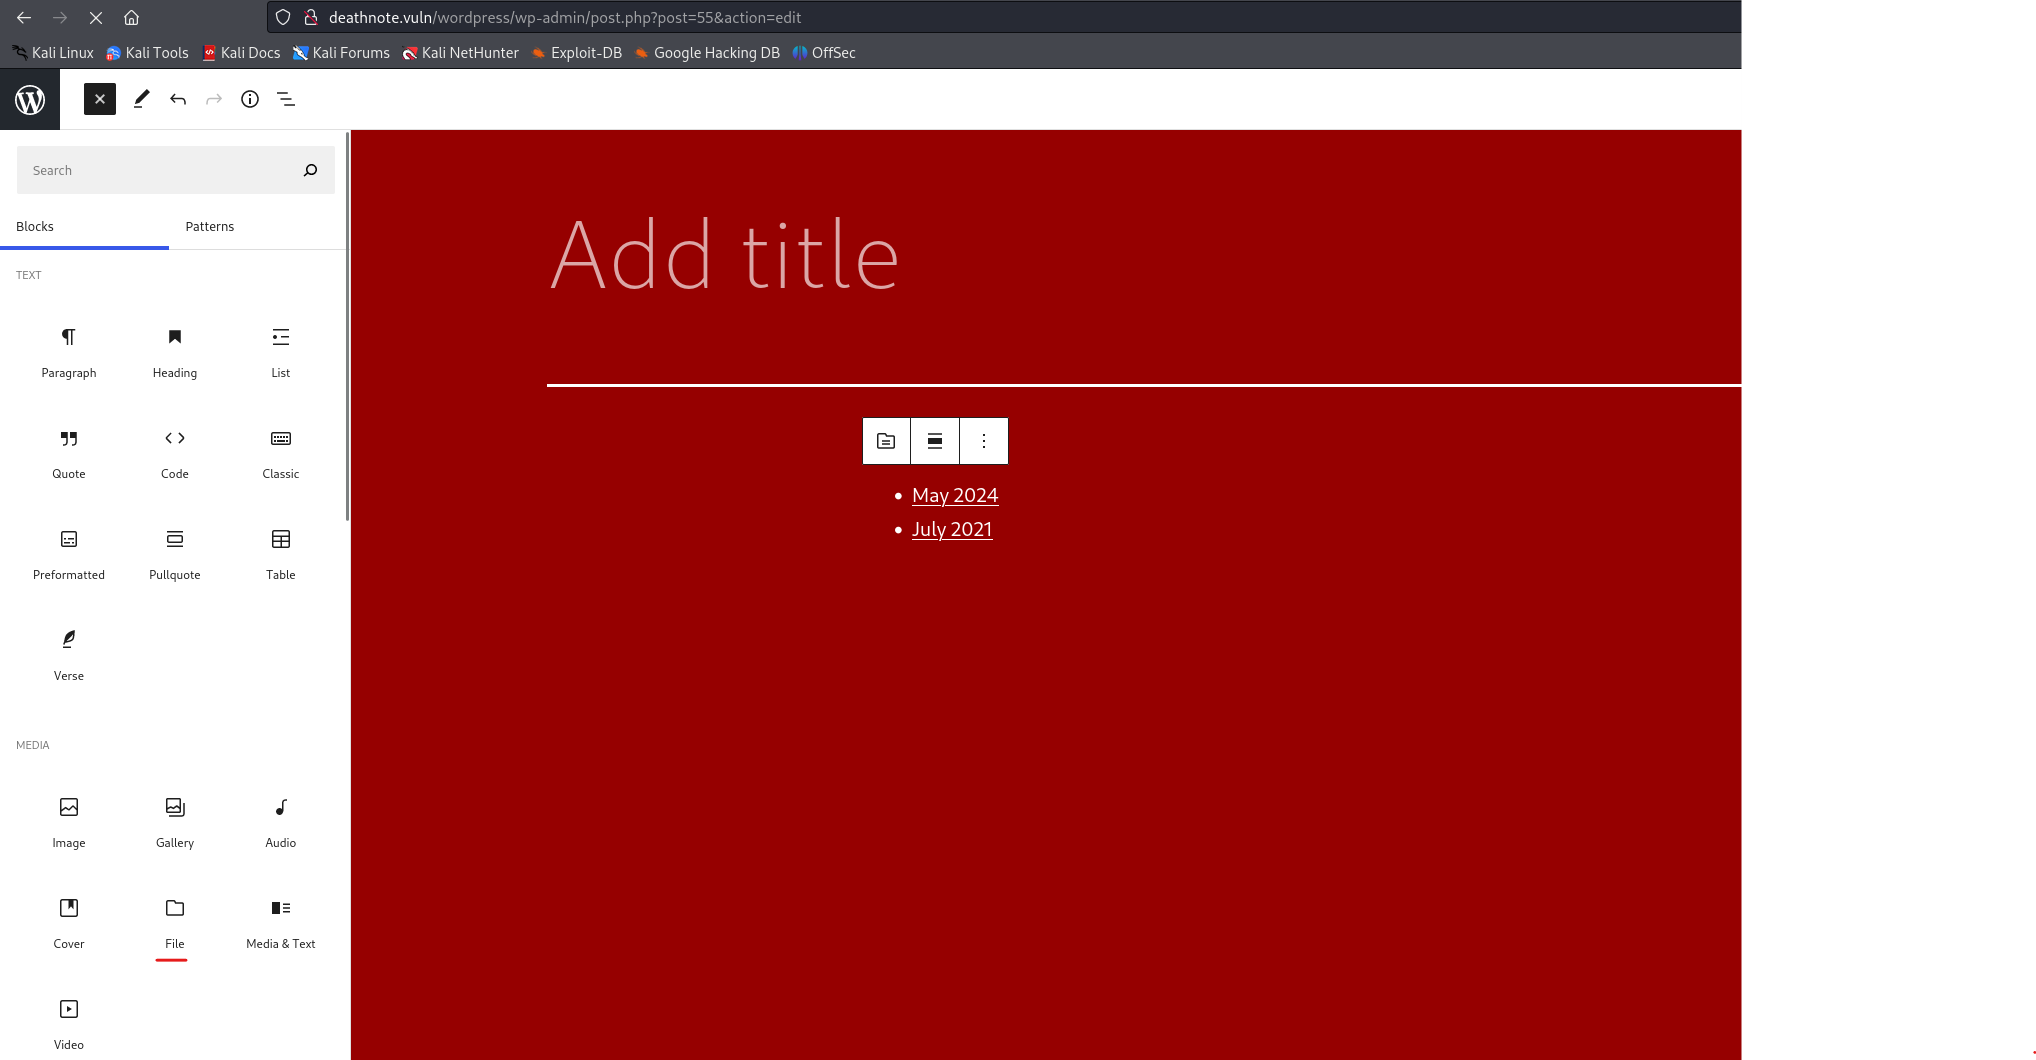 deathnote.vuln/wordpress/wp-admin/post.php?post=55&action=edit
Kali Linux Kali Tools Kali Docs Kali Forums Kali NetHunter Exploit-DB Google Hacking DB OffSec
Search
Blocks Patterns
TEXT
Paragraph Heading List
Quote Code Classic
Preformatted Pullquote Table
Verse
MEDIA
Image Gallery Audio
Cover File Media & Text
Video
Add title
May 2024
July 2021